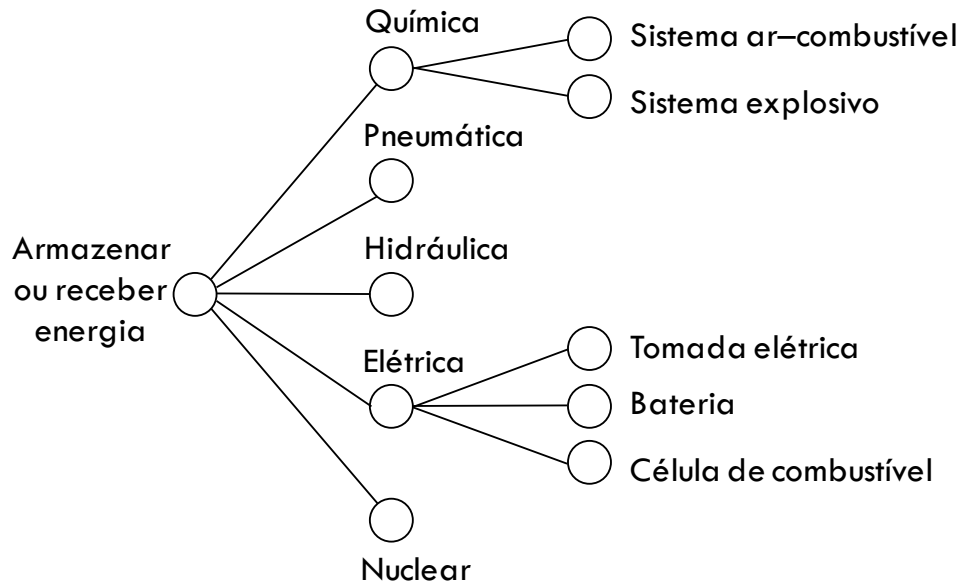 Química
Sistema ar–combustível
Sistema explosivo
Pneumática
Armazenar
ou receber
energia
Hidráulica
Elétrica
Tomada elétrica
Bateria
Célula de combustível
Nuclear